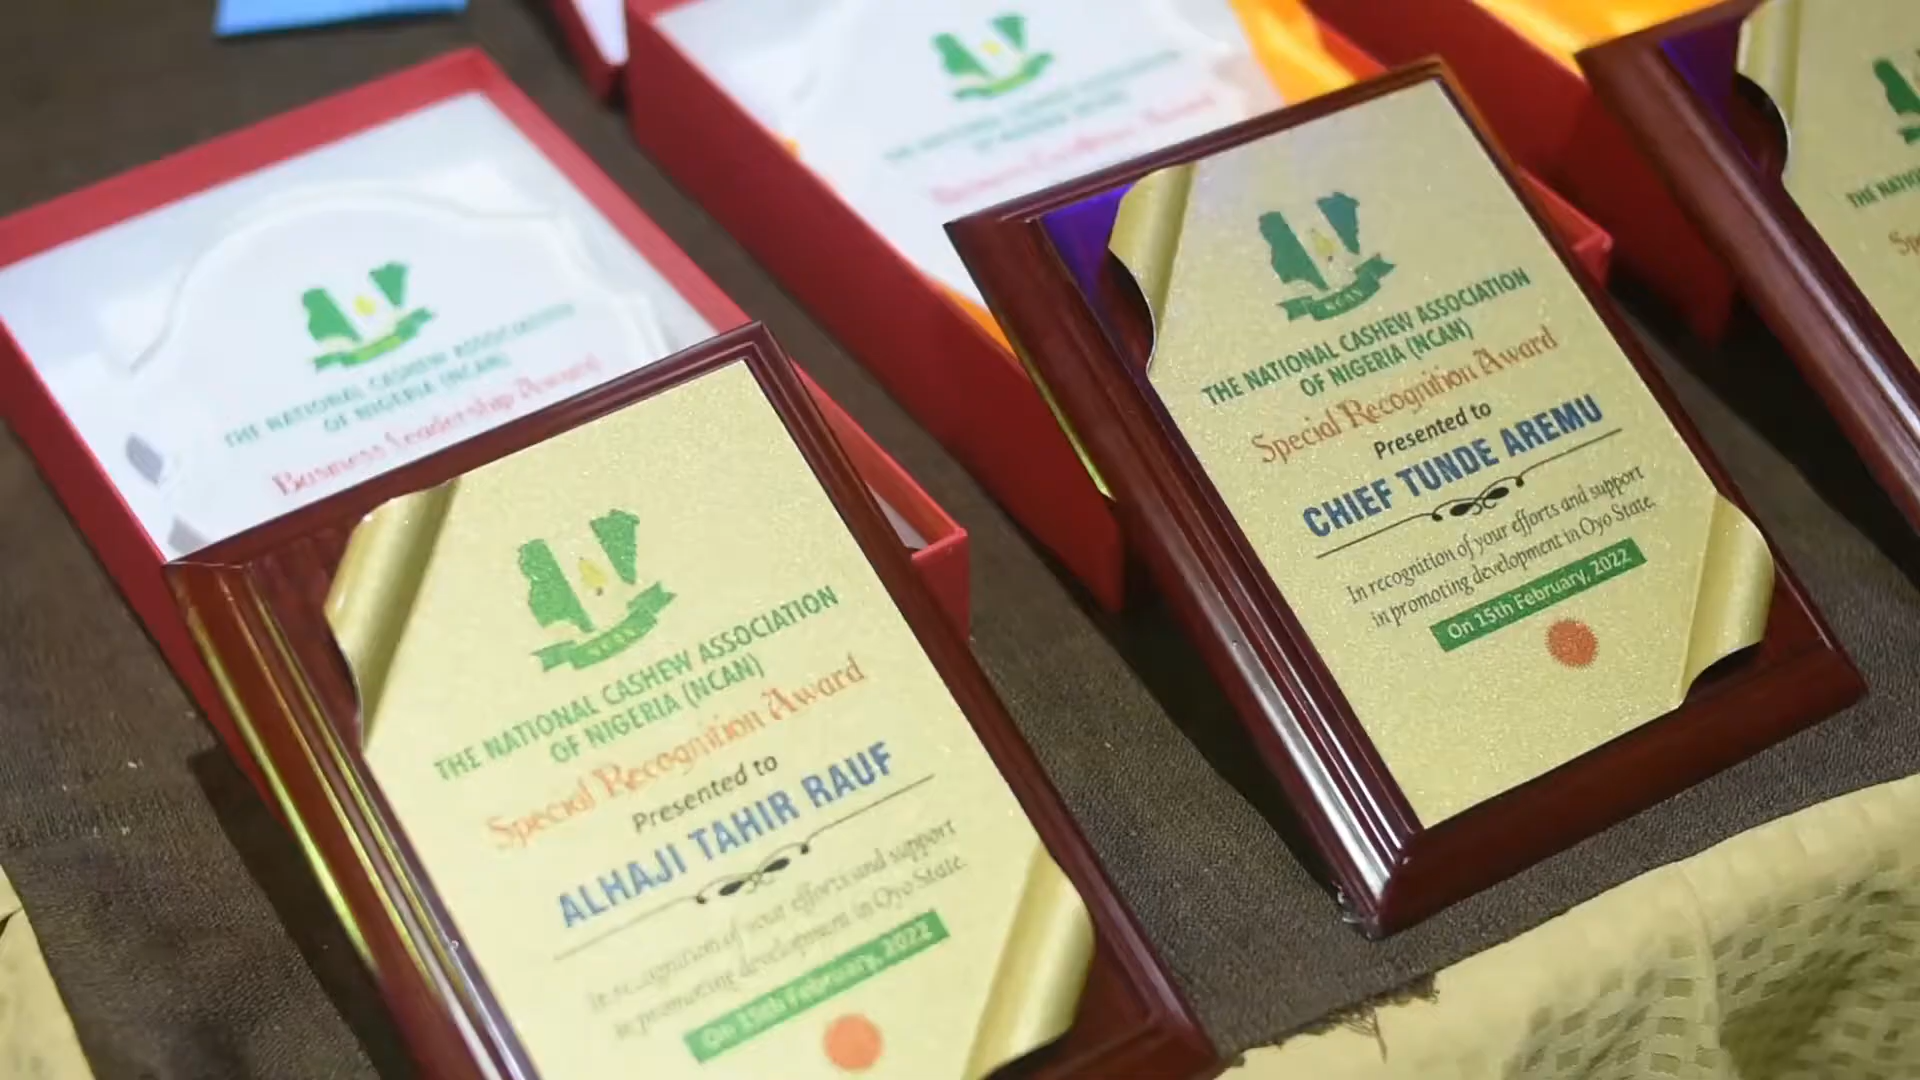 THE NATIONAL CASHEW ASSOCIATION
OF NIGERIA (NCAN)
Business Leadership Award
THE NATIONAL CASHEW ASSOCIATION
OF NIGERIA (NCAN)
Special Recognition Award
Presented to
ALHAJI TAHIR RAUF
In recognition of your efforts and support
in promoting development in Oyo State.
On 15th February, 2022
NCAN
THE NATIONAL CASHEW ASSOCIATION
OF NIGERIA (NCAN)
Special Recognition Award
Presented to
CHIEF TUNDE AREMU
In recognition of your efforts and support
in promoting development in Oyo State.
On 15th February, 2022
THE